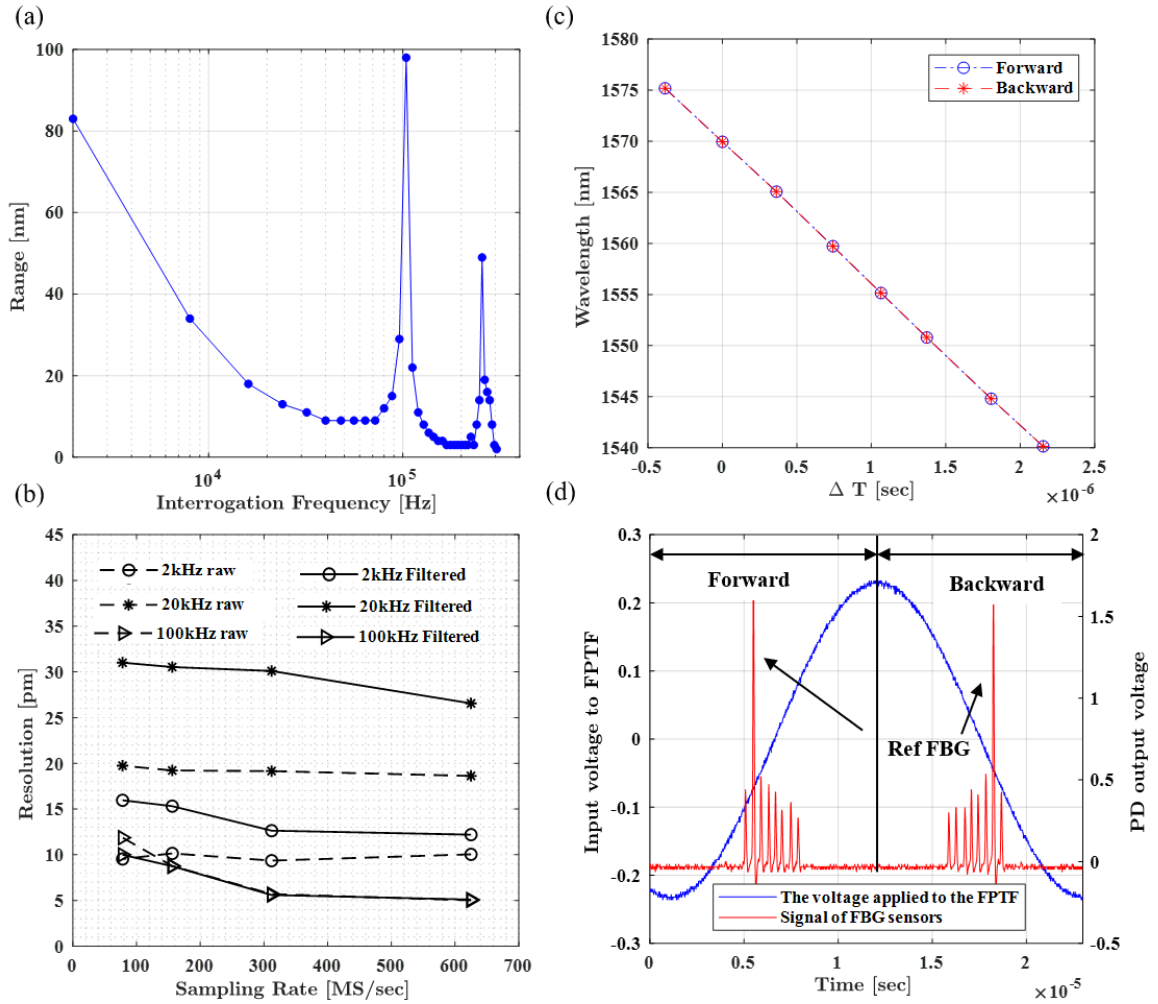 (a)
100
80
60
40
20
0
Range [nm]
10^4
10^5
Interrogation Frequency [Hz]
(c)
1580
1575
1570
1565
1560
1555
1550
1545
1540
Wavelength [nm]
Forward
Backward
-0.5 0 0.5 1 1.5 2 2.5
Δ T [sec]
×10^-6
(b)
45
40
35
30
25
20
15
10
5
0
Resolution [pm]
2kHz raw
20kHz raw
100kHz raw
2kHz Filtered
20kHz Filtered
100kHz Filtered
0 100 200 300 400 500 600 700
Sampling Rate [MS/sec]
(d)
0.3
0.2
0.1
0
-0.1
-0.2
-0.3
Input voltage to FPTF
Forward
Backward
Ref FBG
The voltage applied to the FPTF
Signal of FBG sensors
2
1.5
1
0.5
0
-0.5
PD output voltage
0 0.5 1 1.5 2
Time [sec]
×10^-5